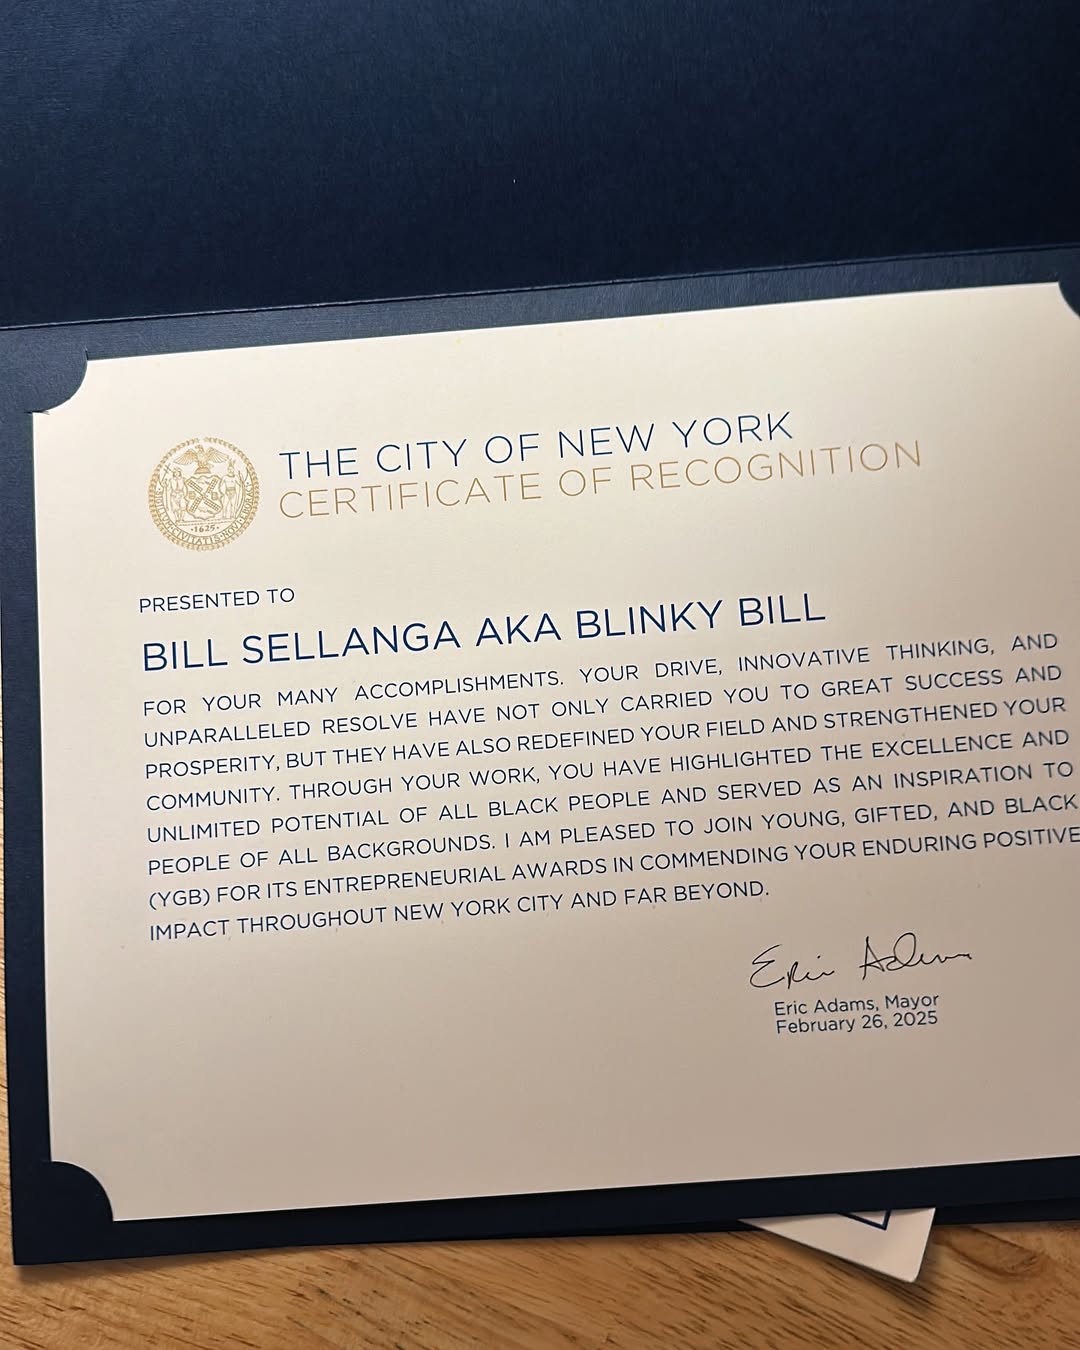 THE CITY OF NEW YORK
CERTIFICATE OF RECOGNITION
·1625·
PRESENTED TO
BILL SELLANGA AKA BLINKY BILL
FOR YOUR MANY ACCOMPLISHMENTS. YOUR DRIVE, INNOVATIVE THINKING, AND
UNPARALLELED RESOLVE HAVE NOT ONLY CARRIED YOU TO GREAT SUCCESS AND
PROSPERITY, BUT THEY HAVE ALSO REDEFINED YOUR FIELD AND STRENGTHENED YOUR
COMMUNITY. THROUGH YOUR WORK, YOU HAVE HIGHLIGHTED THE EXCELLENCE AND
UNLIMITED POTENTIAL OF ALL BLACK PEOPLE AND SERVED AS AN INSPIRATION TO
PEOPLE OF ALL BACKGROUNDS. I AM PLEASED TO JOIN YOUNG, GIFTED, AND BLACK
(YGB) FOR ITS ENTREPRENEURIAL AWARDS IN COMMENDING YOUR ENDURING POSITIVE
IMPACT THROUGHOUT NEW YORK CITY AND FAR BEYOND.
Eric Adams
Eric Adams, Mayor
February 26, 2025